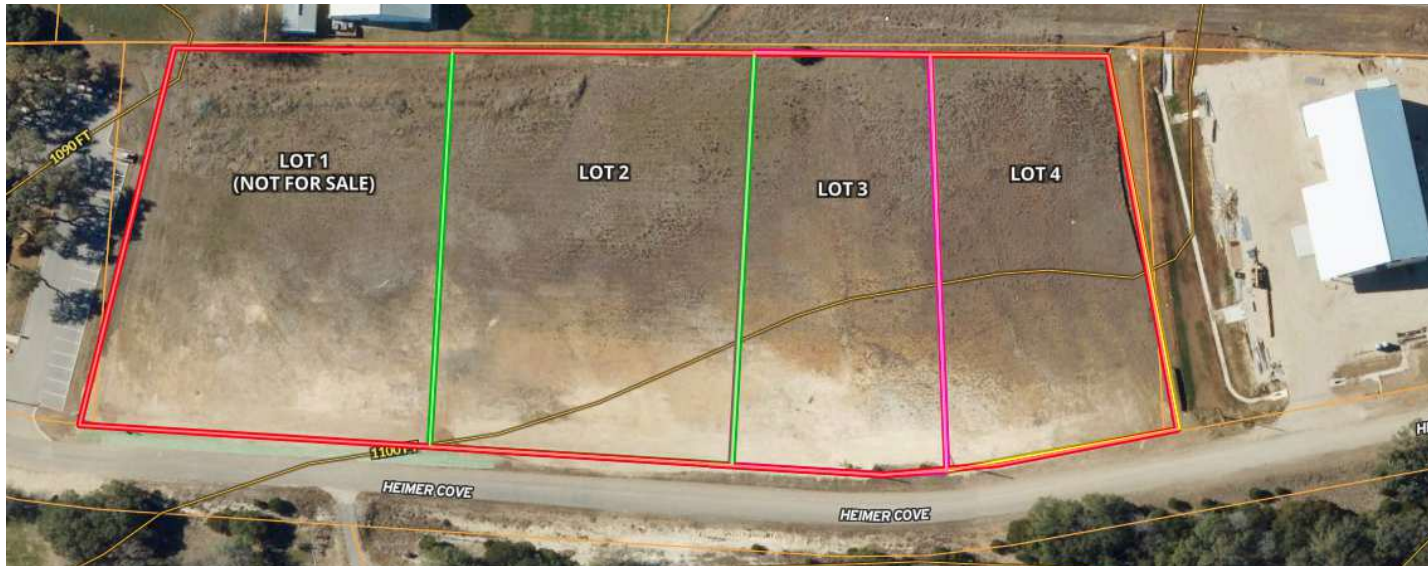 1090 FT
LOT 1
(NOT FOR SALE)
LOT 2
LOT 3
LOT 4
HEIMER COVE
HEIMER COVE